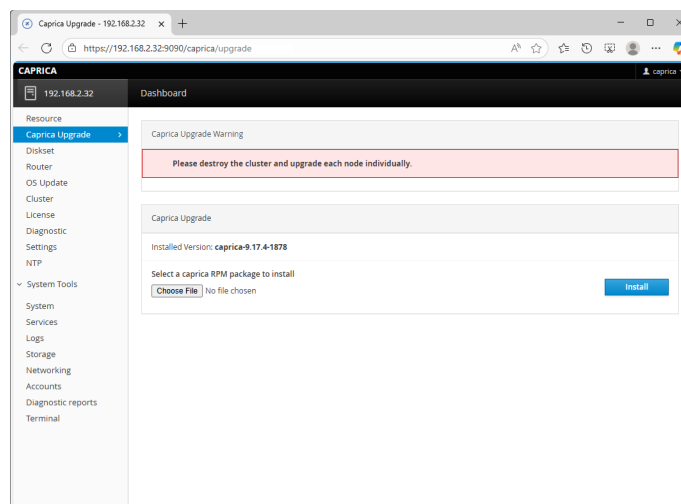 Caprica Upgrade - 192.168.2.32
https://192.168.2.32:9090/caprica/upgrade
CAPRICA
caprica
192.168.2.32
Dashboard
Resource
Caprica Upgrade
Diskset
Router
OS Update
Cluster
License
Diagnostic
Settings
NTP
System Tools
System
Services
Logs
Storage
Networking
Accounts
Diagnostic reports
Terminal
Caprica Upgrade Warning
Please destroy the cluster and upgrade each node individually.
Caprica Upgrade
Installed Version: caprica-9.17.4-1878
Select a caprica RPM package to install
Choose File No file chosen
Install